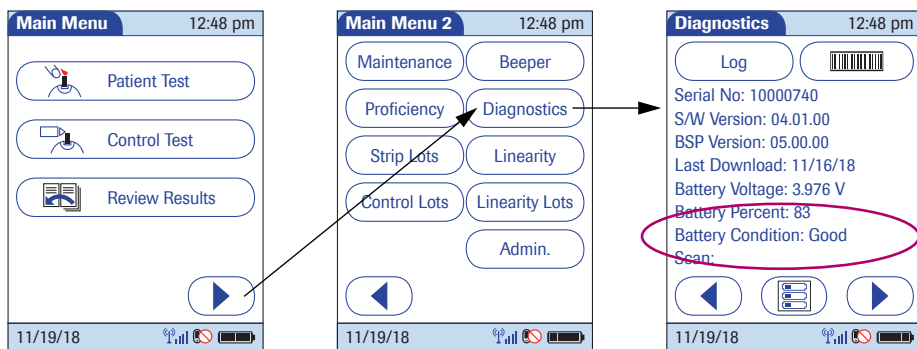 Main Menu 12:48 pm
Patient Test
Control Test
Review Results
11/19/18
Main Menu 2 12:48 pm
Maintenance Beeper
Proficiency Diagnostics
Strip Lots Linearity
Control Lots Linearity Lots
Admin.
11/19/18
Diagnostics 12:48 pm
Log
Serial No: 10000740
S/W Version: 04.01.00
BSP Version: 05.00.00
Last Download: 11/16/18
Battery Voltage: 3.976 V
Battery Percent: 83
Battery Condition: Good
Scan:
11/19/18